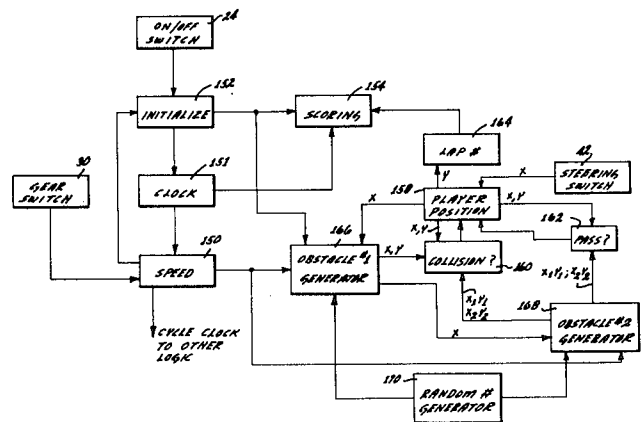 24
ON/OFF
SWITCH
152
INITIALIZE
154
SCORING
164
LAP #
30
GEAR
SWITCH
151
CLOCK
Y
X
42
STEERING
SWITCH
158
PLAYER
POSITION
X
X,Y
X,Y
162
PASS?
150
SPEED
166
OBSTACLE #1
GENERATOR
X,Y
COLLISION?
160
X1Y1; X2Y2
X1Y1
X2Y2
168
OBSTACLE #2
GENERATOR
X
CYCLE CLOCK
TO OTHER
LOGIC
170
RANDOM #
GENERATOR